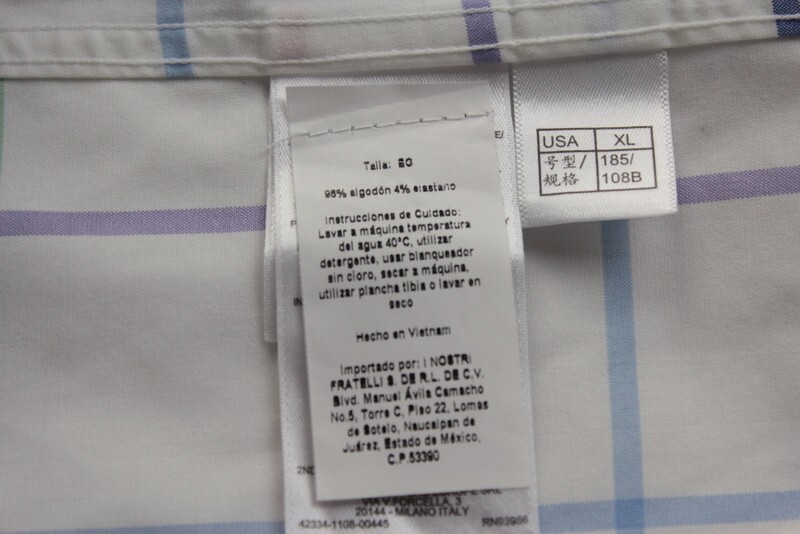 Talla: EG
96% algodón 4% elastano
Instrucciones de Cuidado:
Lavar a máquina temperatura
del agua 40°C, utilizar
detergente, usar blanqueador
sin cloro, secar a máquina,
utilizar plancha tibia o lavar en
seco
Hecho en Vietnam
Importado por: I NOSTRI
FRATELLI S. DE R.L. DE C.V.
Blvd. Manuel Ávila Camacho
No.5, Torre C, Piso 22, Lomas
de Sotelo, Naucalpan de
Juárez, Estado de México,
C.P.53390
USA XL
号型/ 185/
规格 108B
2ND
VIA V.FORCELLA, 3
20144 - MILANO ITALY
42334-1108-00445 RN93986